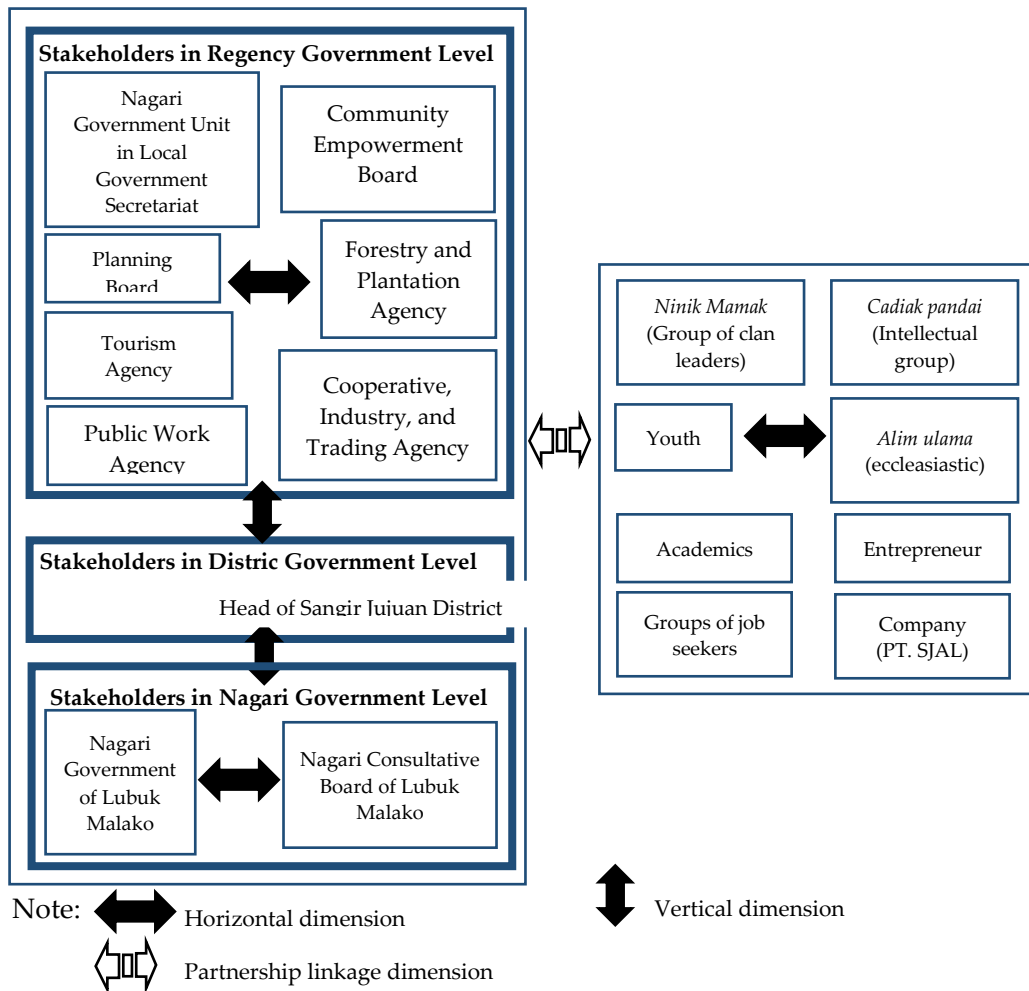 Stakeholders in Regency Government Level
Nagari
Government Unit
in Local
Government
Secretariat
Community
Empowerment
Board
Planning
Board
Forestry and
Plantation
Agency
Tourism
Agency
Cooperative,
Industry, and
Trading Agency
Public Work
Agency
Stakeholders in Distric Government Level
Head of Sangir Jujuan District
Stakeholders in Nagari Government Level
Nagari
Government
of Lubuk
Malako
Nagari Consultative
Board of Lubuk
Malako
Ninik Mamak
(Group of clan
leaders)
Cadiak pandai
(Intellectual
group)
Youth
Alim ulama
(eccleasiastic)
Academics
Entrepreneur
Groups of job
seekers
Company
(PT. SJAL)
Note:
Horizontal dimension
Vertical dimension
Partnership linkage dimension